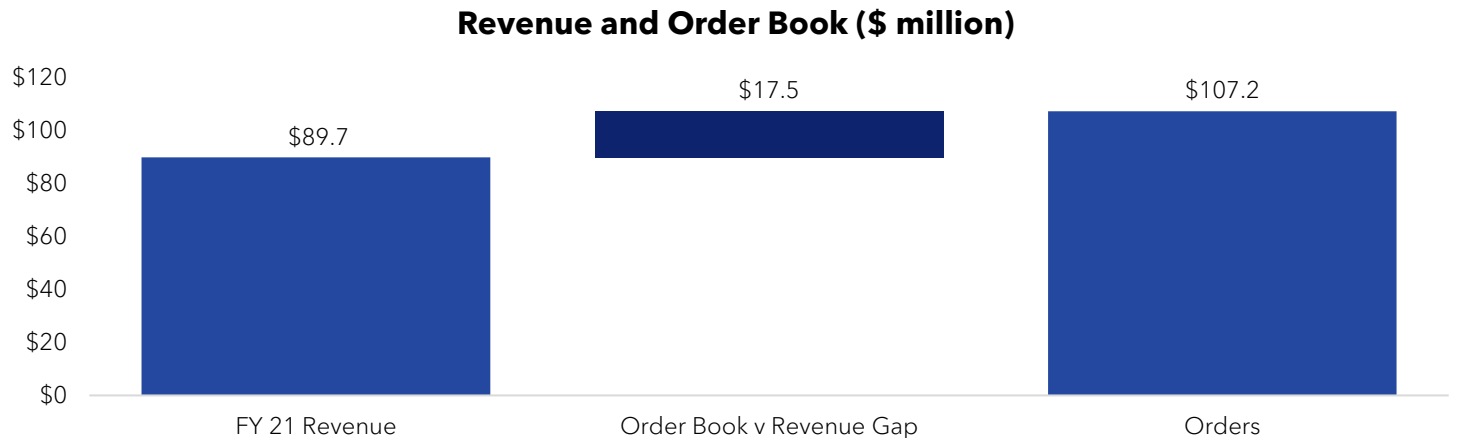 Revenue and Order Book ($ million)
$120
$100
$80
$60
$40
$20
$0
$89.7
$17.5
$107.2
FY 21 Revenue
Order Book v Revenue Gap
Orders